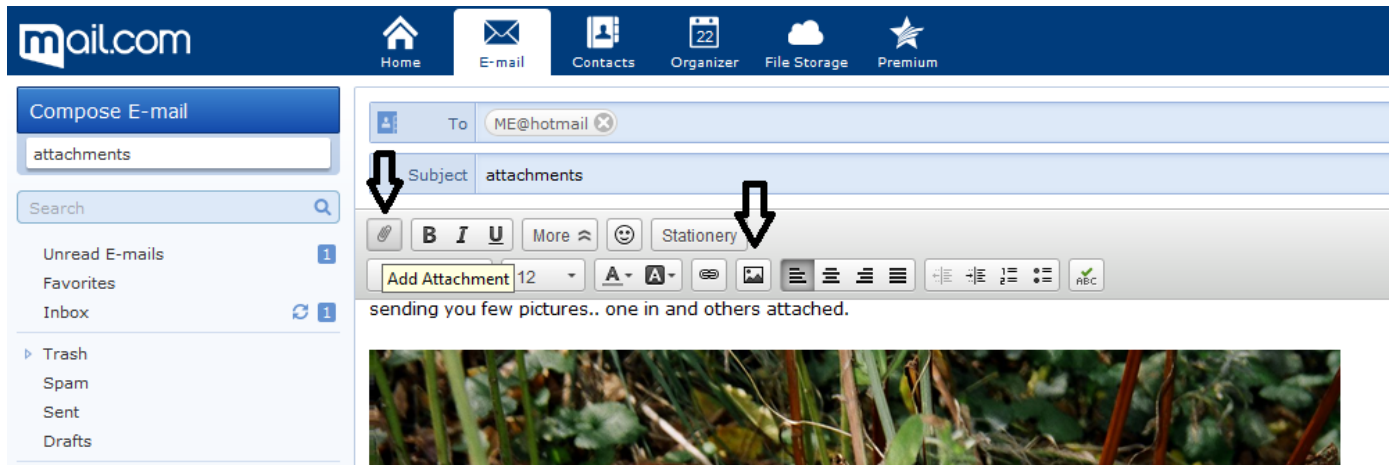 mail.com
Home
E-mail
Contacts
22
Organizer
File Storage
Premium
Compose E-mail
attachments
Search
Unread E-mails 1
Favorites
Inbox 1
Trash
Spam
Sent
Drafts
To ME@hotmail
Subject attachments
B I U More Stationery
Add Attachment 12 A A ABC
sending you few pictures.. one in and others attached.